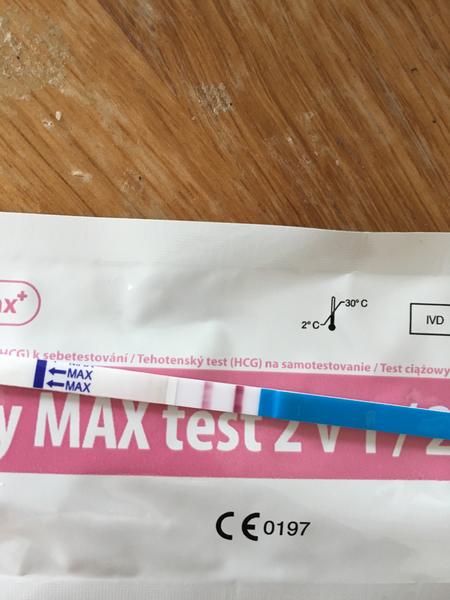 ax+
30° C
2° C
IVD
HCG) k sebetestování / Tehotenský test (HCG) na samotestovanie / Test ciążowy
MAX
MAX
y MAX test 2 v 1 / 2
CE 0197